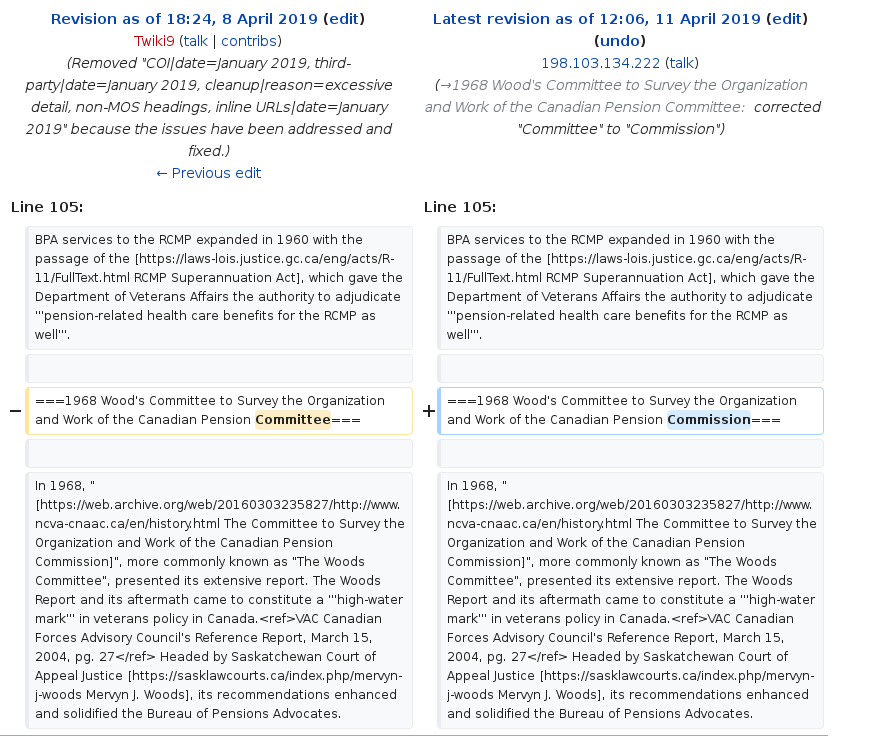 Revision as of 18:24, 8 April 2019 (edit)
Twiki9 (talk | contribs)
(Removed "COI|date=January 2019, third-
party|date=January 2019, cleanup|reason=excessive
detail, non-MOS headings, inline URLs|date=January
2019" because the issues have been addressed and
fixed.)
← Previous edit
Latest revision as of 12:06, 11 April 2019 (edit)
(undo)
198.103.134.222 (talk)
(→1968 Wood's Committee to Survey the Organization
and Work of the Canadian Pension Committee: corrected
"Committee" to "Commission")
Line 105:
BPA services to the RCMP expanded in 1960 with the
passage of the [https://laws-lois.justice.gc.ca/eng/acts/R-
11/FullText.html RCMP Superannuation Act], which gave the
Department of Veterans Affairs the authority to adjudicate
'''pension-related health care benefits for the RCMP as
well'''.
− ===1968 Wood's Committee to Survey the Organization
and Work of the Canadian Pension Committee===
In 1968, "
[https://web.archive.org/web/20160303235827/http://www.
ncva-cnaac.ca/en/history.html The Committee to Survey the
Organization and Work of the Canadian Pension
Commission]", more commonly known as "The Woods
Committee", presented its extensive report. The Woods
Report and its aftermath came to constitute a '''high-water
mark''' in veterans policy in Canada.<ref>VAC Canadian
Forces Advisory Council's Reference Report, March 15,
2004, pg. 27</ref> Headed by Saskatchewan Court of
Appeal Justice [https://sasklawcourts.ca/index.php/mervyn-
j-woods Mervyn J. Woods], its recommendations enhanced
and solidified the Bureau of Pensions Advocates.
Line 105:
BPA services to the RCMP expanded in 1960 with the
passage of the [https://laws-lois.justice.gc.ca/eng/acts/R-
11/FullText.html RCMP Superannuation Act], which gave the
Department of Veterans Affairs the authority to adjudicate
'''pension-related health care benefits for the RCMP as
well'''.
+ ===1968 Wood's Committee to Survey the Organization
and Work of the Canadian Pension Commission===
In 1968, "
[https://web.archive.org/web/20160303235827/http://www.
ncva-cnaac.ca/en/history.html The Committee to Survey the
Organization and Work of the Canadian Pension
Commission]", more commonly known as "The Woods
Committee", presented its extensive report. The Woods
Report and its aftermath came to constitute a '''high-water
mark''' in veterans policy in Canada.<ref>VAC Canadian
Forces Advisory Council's Reference Report, March 15,
2004, pg. 27</ref> Headed by Saskatchewan Court of
Appeal Justice [https://sasklawcourts.ca/index.php/mervyn-
j-woods Mervyn J. Woods], its recommendations enhanced
and solidified the Bureau of Pensions Advocates.